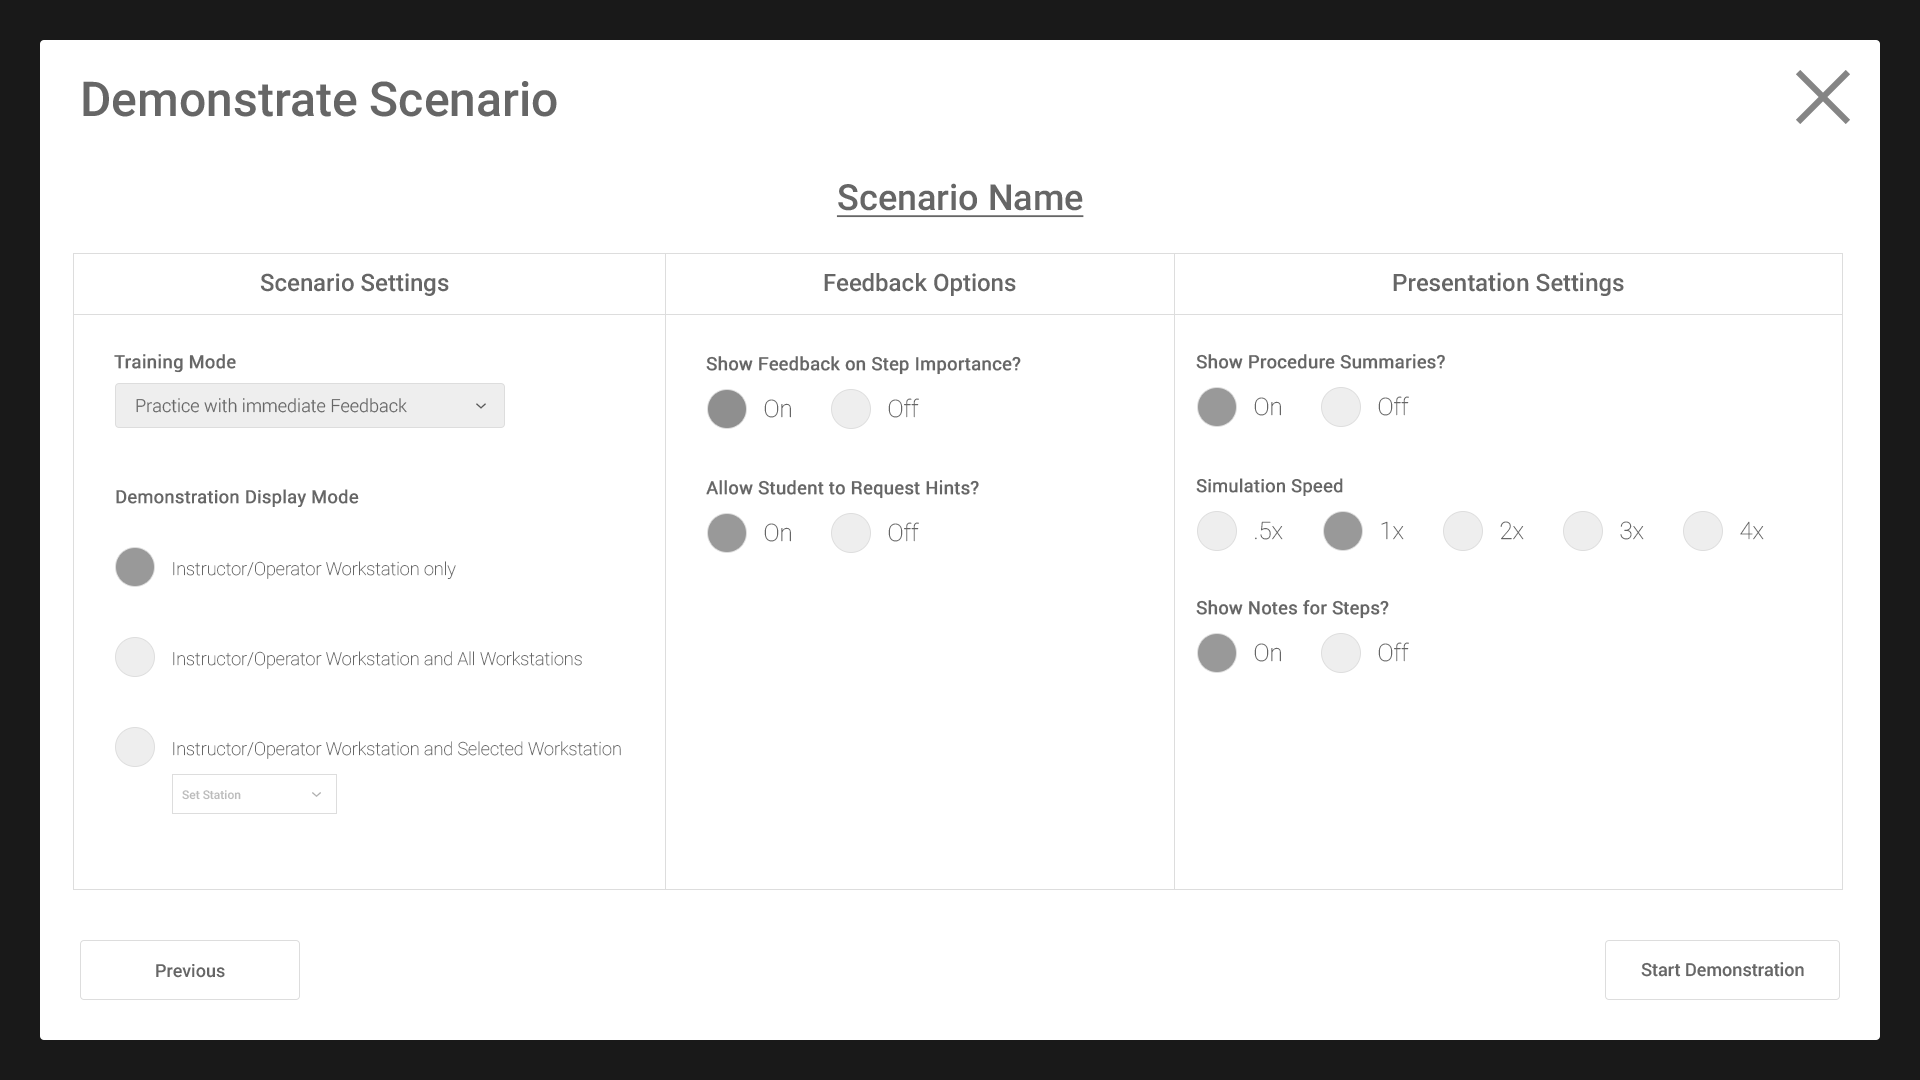 Demonstrate Scenario
Scenario Name
Scenario Settings
Feedback Options
Presentation Settings
Training Mode
Practice with immediate Feedback
Demonstration Display Mode
Instructor/Operator Workstation only
Instructor/Operator Workstation and All Workstations
Instructor/Operator Workstation and Selected Workstation
Set Station
Show Feedback on Step Importance?
On Off
Allow Student to Request Hints?
On Off
Show Procedure Summaries?
On Off
Simulation Speed
.5x 1x 2x 3x 4x
Show Notes for Steps?
On Off
Previous
Start Demonstration